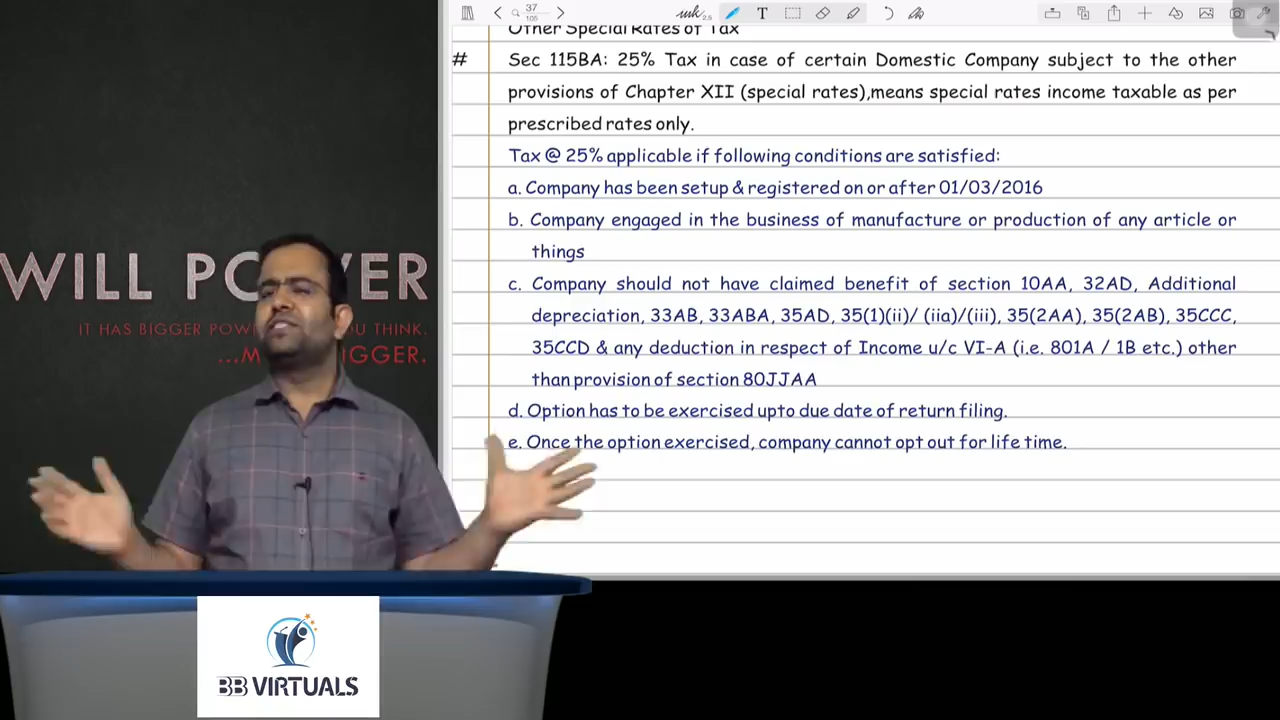 37
105
2.5
T
Other Special Rates of Tax
# Sec 115BA: 25% Tax in case of certain Domestic Company subject to the other
provisions of Chapter XII (special rates),means special rates income taxable as per
prescribed rates only.
Tax @ 25% applicable if following conditions are satisfied:
a. Company has been setup & registered on or after 01/03/2016
b. Company engaged in the business of manufacture or production of any article or
things
c. Company should not have claimed benefit of section 10AA, 32AD, Additional
depreciation, 33AB, 33ABA, 35AD, 35(1)(ii)/ (iia)/(iii), 35(2AA), 35(2AB), 35CCC,
35CCD & any deduction in respect of Income u/c VI-A (i.e. 801A / 1B etc.) other
than provision of section 80JJAA
d. Option has to be exercised upto due date of return filing.
e. Once the option exercised, company cannot opt out for life time.
WILL PO ER
IT HAS BIGGER POW U THINK.
...M IGGER.
BB VIRTUALS